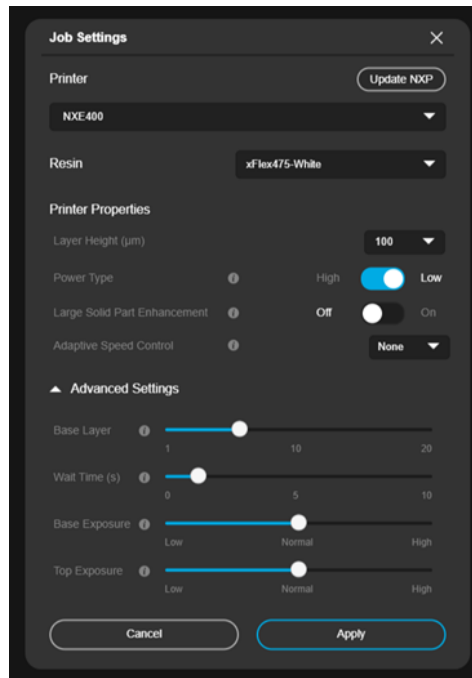 Job Settings
Printer Update NXP
NXE400
Resin xFlex475-White
Printer Properties
Layer Height (µm) 100
Power Type High Low
Large Solid Part Enhancement Off On
Adaptive Speed Control None
Advanced Settings
Base Layer
1 10 20
Wait Time (s)
0 5 10
Base Exposure
Low Normal High
Top Exposure
Low Normal High
Cancel Apply